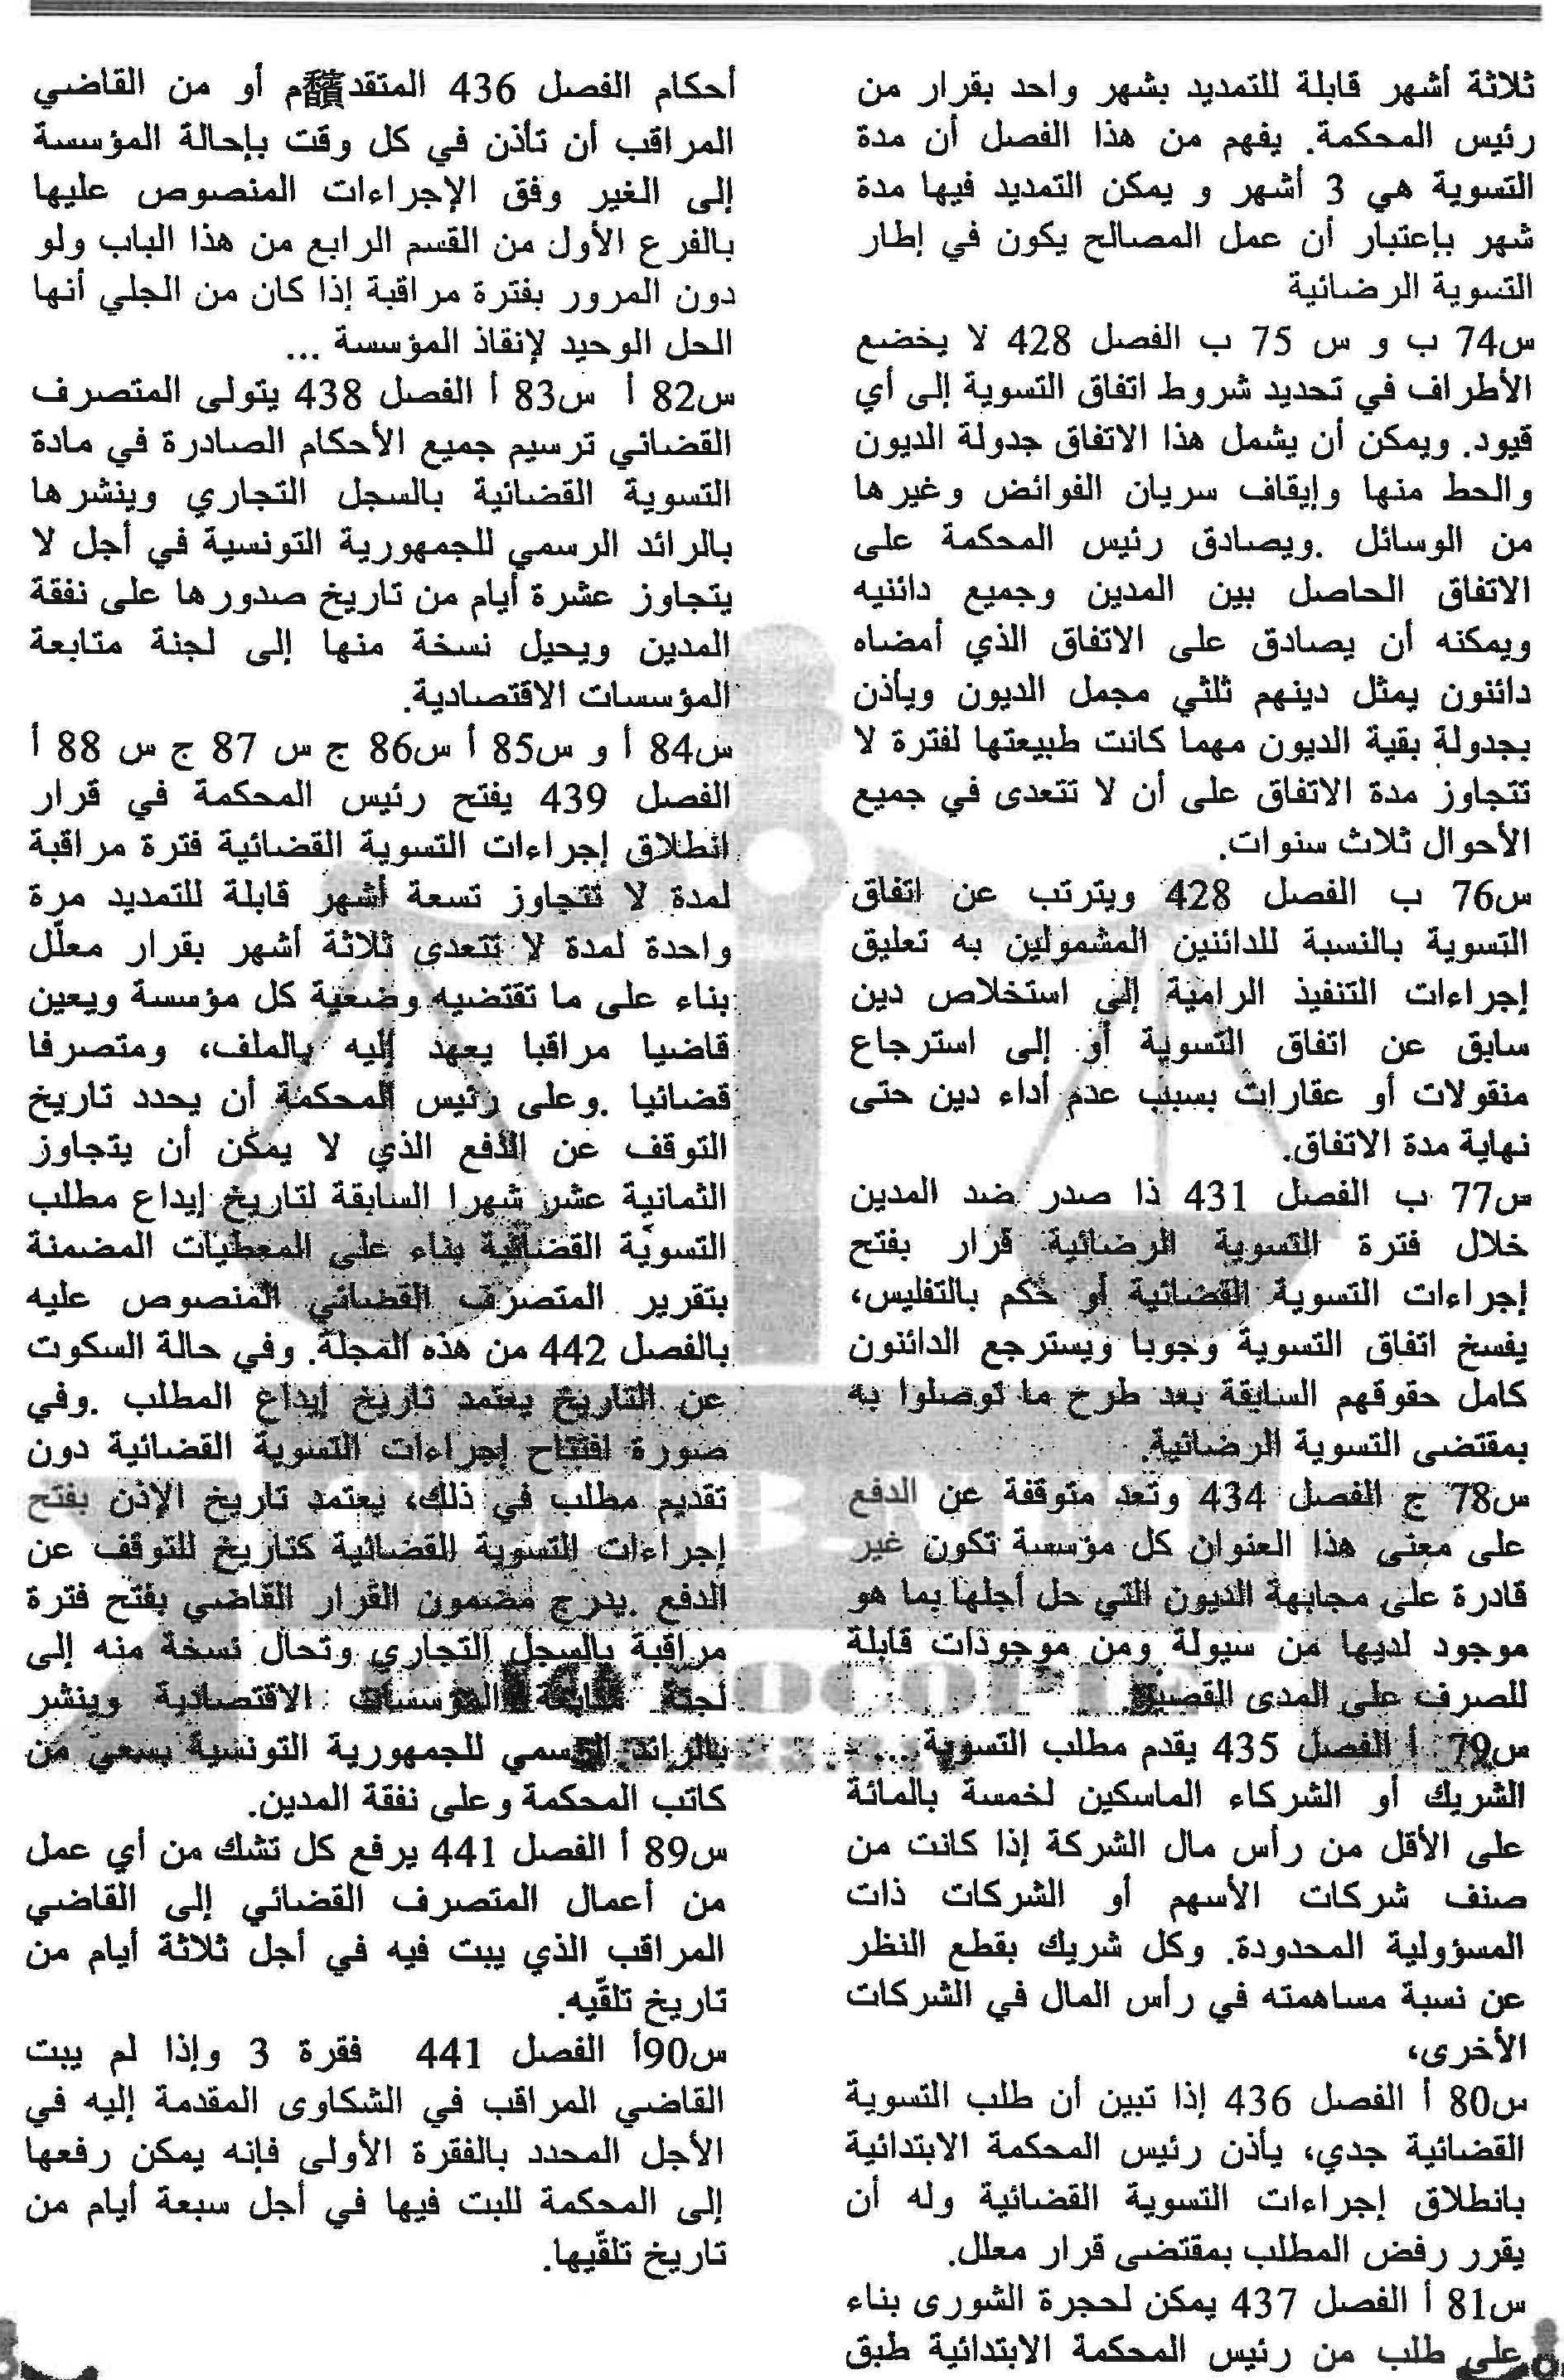 ثلاثة أشهر قابلة للتمديد بشهر واحد بقرار من
رئيس المحكمة. يفهم من هذا الفصل أن مدة
التسوية هي 3 أشهر و يمكن التمديد فيها مدة
شهر بإعتبار أن عمل المصالح يكون في إطار
التسوية الرضائية
س74 ب و س 75 ب الفصل 428 لا يخضع
الأطراف في تحديد شروط اتفاق التسوية إلى أي
قيود. ويمكن أن يشمل هذا الاتفاق جدولة الديون
والحط منها وإيقاف سريان الفوائض وغيرها
من الوسائل .ويصادق رئيس المحكمة على
الاتفاق الحاصل بين المدين وجميع دائنيه
ويمكنه أن يصادق على الاتفاق الذي أمضاه
دائنون يمثل دينهم ثلثي مجمل الديون ويأذن
بجدولة بقية الديون مهما كانت طبيعتها لفترة لا
تتجاوز مدة الاتفاق على أن لا تتعدى في جميع
الأحوال ثلاث سنوات.
س76 ب الفصل 428 ويترتب عن اتفاق
التسوية بالنسبة للدائنين المشمولين به تعليق
إجراءات التنفيذ الرامية إلى استخلاص دين
سابق عن اتفاق التسوية أو إلى استرجاع
منقولات أو عقارات بسبب عدم أداء دين حتى
نهاية مدة الاتفاق.
س77 ب الفصل 431 ذا صدر ضد المدين
خلال فترة التسوية الرضائية قرار بفتح
إجراءات التسوية القضائية أو حكم بالتفليس،
يفسخ اتفاق التسوية وجوبا ويسترجع الدائنون
كامل حقوقهم السابقة بعد طرح ما توصلوا به
بمقتضى التسوية الرضائية.
س78 ج الفصل 434 وتعد متوقفة عن الدفع
على معنى هذا العنوان كل مؤسسة تكون غير
قادرة على مجابهة الديون التي حل أجلها بما هو
موجود لديها من سيولة ومن موجودات قابلة
للصرف على المدى القصير.
س79 أ الفصل 435 يقدم مطلب التسوية....
الشريك أو الشركاء الماسكين لخمسة بالمائة
على الأقل من رأس مال الشركة إذا كانت من
صنف شركات الأسهم أو الشركات ذات
المسؤولية المحدودة. وكل شريك بقطع النظر
عن نسبة مساهمته في رأس المال في الشركات
الأخرى،
س80 أ الفصل 436 إذا تبين أن طلب التسوية
القضائية جدي، يأذن رئيس المحكمة الابتدائية
بانطلاق إجراءات التسوية القضائية وله أن
يقرر رفض المطلب بمقتضى قرار معلل.
س81 أ الفصل 437 يمكن لحجرة الشورى بناء
على طلب من رئيس المحكمة الابتدائية طبق
أحكام الفصل 436 أو من القاضي
المراقب أن تأذن في كل وقت بإحالة المؤسسة
إلى الغير وفق الإجراءات المنصوص عليها
بالفرع الأول من القسم الرابع من هذا الباب ولو
دون المرور بفترة مراقبة إذا كان من الجلي أنها
الحل الوحيد لإنقاذ المؤسسة ...
س82 أ س83 أ الفصل 438 يتولى المتصرف
القضائي ترسيم جميع الأحكام الصادرة في مادة
التسوية القضائية بالسجل التجاري وينشرها
بالرائد الرسمي للجمهورية التونسية في أجل لا
يتجاوز عشرة أيام من تاريخ صدورها على نفقة
المدين ويحيل نسخة منها إلى لجنة متابعة
المؤسسات الاقتصادية.
س84 أ و س85 أ س86 ج س 87 ج س 88 أ
الفصل 439 يفتح رئيس المحكمة في قرار
انطلاق إجراءات التسوية القضائية فترة مراقبة
لمدة لا تتجاوز تسعة أشهر قابلة للتمديد مرة
واحدة لمدة لا تتعدى ثلاثة أشهر بقرار معلّل
بناء على ما تقتضيه وضعية كل مؤسسة ويعين
قاضيا مراقبا يعهد إليه بالملف، ومتصرفا
قضائيا .وعلى رئيس المحكمة أن يحدد تاريخ
التوقف عن الدفع الذي لا يمكن أن يتجاوز
الثمانية عشر شهرا السابقة لتاريخ إيداع مطلب
التسوية القضائية بناء على المعطيات المضمنة
بتقرير المتصرف القضائي المنصوص عليه
بالفصل 442 من هذه المجلة. وفي حالة السكوت
عن التاريخ يعتمد تاريخ إيداع المطلب .وفي
صورة افتتاح إجراءات التسوية القضائية دون
تقديم مطلب في ذلك، يعتمد تاريخ الإذن بفتح
إجراءات التسوية القضائية كتاريخ للتوقف عن
الدفع .يدرج مضمون القرار القاضي بفتح فترة
مراقبة بالسجل التجاري وتحال نسخة منه إلى
لجنة متابعة المؤسسات الاقتصادية وينشر
بالرائد الرسمي للجمهورية التونسية بسعي من
كاتب المحكمة وعلى نفقة المدين.
س89 أ الفصل 441 يرفع كل تشك من أي عمل
من أعمال المتصرف القضائي إلى القاضي
المراقب الذي يبت فيه في أجل ثلاثة أيام من
تاريخ تلقّيه.
س90أ الفصل 441 فقرة 3 وإذا لم يبت
القاضي المراقب في الشكاوى المقدمة إليه في
الأجل المحدد بالفقرة الأولى فإنه يمكن رفعها
إلى المحكمة للبت فيها في أجل سبعة أيام من
تاريخ تلقّيها.